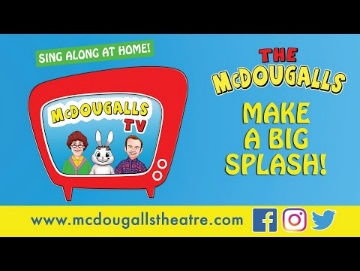 SING ALONG AT HOME!
McDOUGALLS
TV
THE
McDOUGALLS
MAKE
A BIG
SPLASH!
www.mcdougallstheatre.com